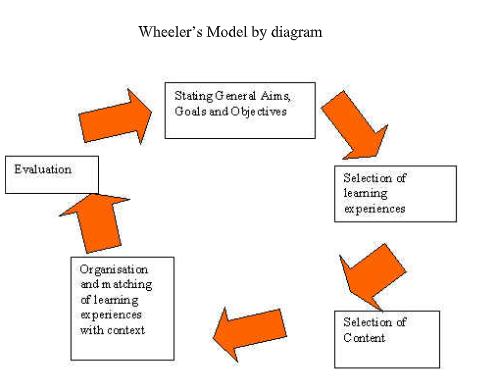 Wheeler's Model by diagram
Stating General Aims,
Goals and Objectives
Selection of
learning
experiences
Selection of
Content
Organisation
and matching
of learning
experiences
with context
Evaluation